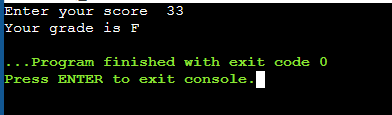 Enter your score  33
Your grade is F
...Program finished with exit code 0
Press ENTER to exit console.